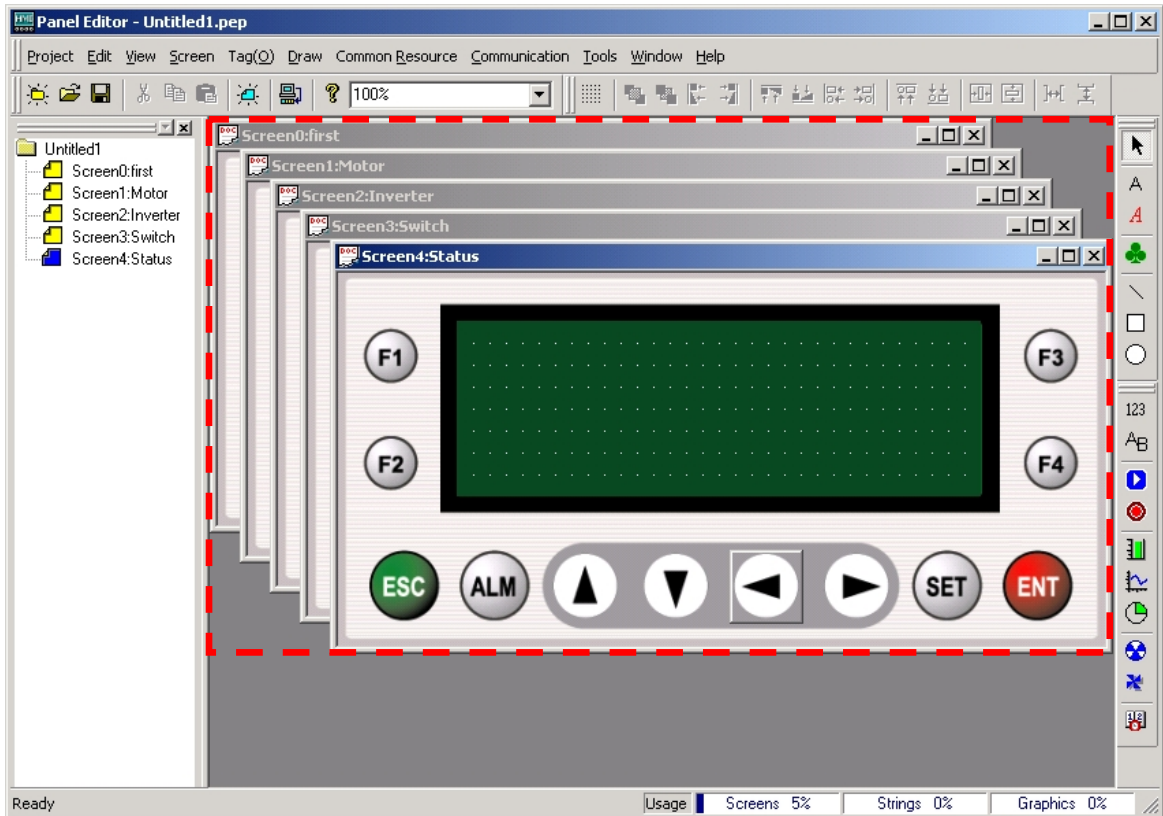 Panel Editor - Untitled1.pep
Project Edit View Screen Tag(O) Draw Common Resource Communication Tools Window Help
100%
Untitled1
Screen0:first
Screen1:Motor
Screen2:Inverter
Screen3:Switch
Screen4:Status
Screen0:first
Screen1:Motor
Screen2:Inverter
Screen3:Switch
Screen4:Status
F1
F3
F2
F4
ESC ALM SET ENT
A
A
123
AB
Ready Usage Screens 5% Strings 0% Graphics 0%